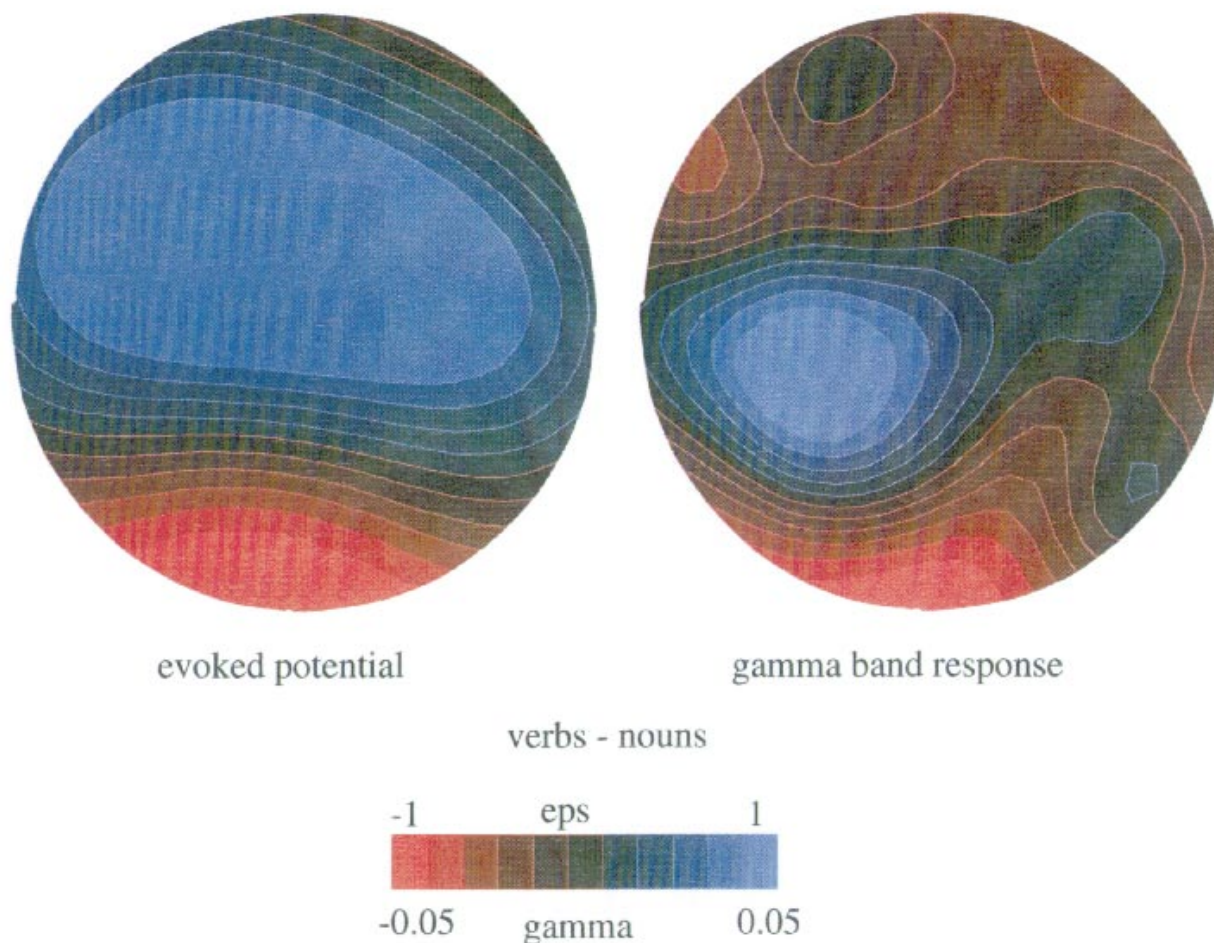 evoked potential gamma band response
verbs - nouns
-1 eps 1
-0.05 gamma 0.05